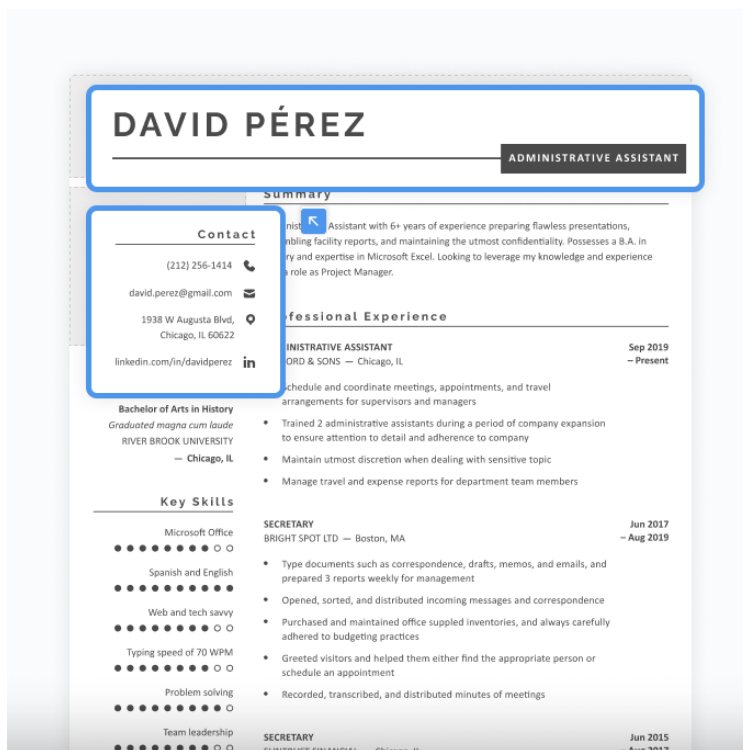 DAVID PÉREZ
ADMINISTRATIVE ASSISTANT
Contact
(212) 256-1414
david.perez@gmail.com
1938 W Augusta Blvd,
Chicago, IL 60622
linkedin.com/in/davidperez
in
Bachelor of Arts in History
Graduated magna cum laude
RIVER BROOK UNIVERSITY
— Chicago, IL
Key Skills
Microsoft Office
Spanish and English
Web and tech savvy
Typing speed of 70 WPM
Problem solving
Team leadership
Summary
Assistant with 6+ years of experience preparing flawless presentations,
facility reports, and maintaining the utmost confidentiality. Possesses a B.A. in
and expertise in Microsoft Excel. Looking to leverage my knowledge and experience
role as Project Manager.
Experience
ASSISTANT
& SONS — Chicago, IL
Sep 2019
– Present
Schedule and coordinate meetings, appointments, and travel
arrangements for supervisors and managers
• Trained 2 administrative assistants during a period of company expansion
to ensure attention to detail and adherence to company
• Maintain utmost discretion when dealing with sensitive topic
• Manage travel and expense reports for department team members
SECRETARY
BRIGHT SPOT LTD — Boston, MA
Jun 2017
– Aug 2019
• Type documents such as correspondence, drafts, memos, and emails, and
prepared 3 reports weekly for management
• Opened, sorted, and distributed incoming messages and correspondence
• Purchased and maintained office suppled inventories, and always carefully
adhered to budgeting practices
• Greeted visitors and helped them either find the appropriate person or
schedule an appointment
• Recorded, transcribed, and distributed minutes of meetings
SECRETARY
Jun 2015